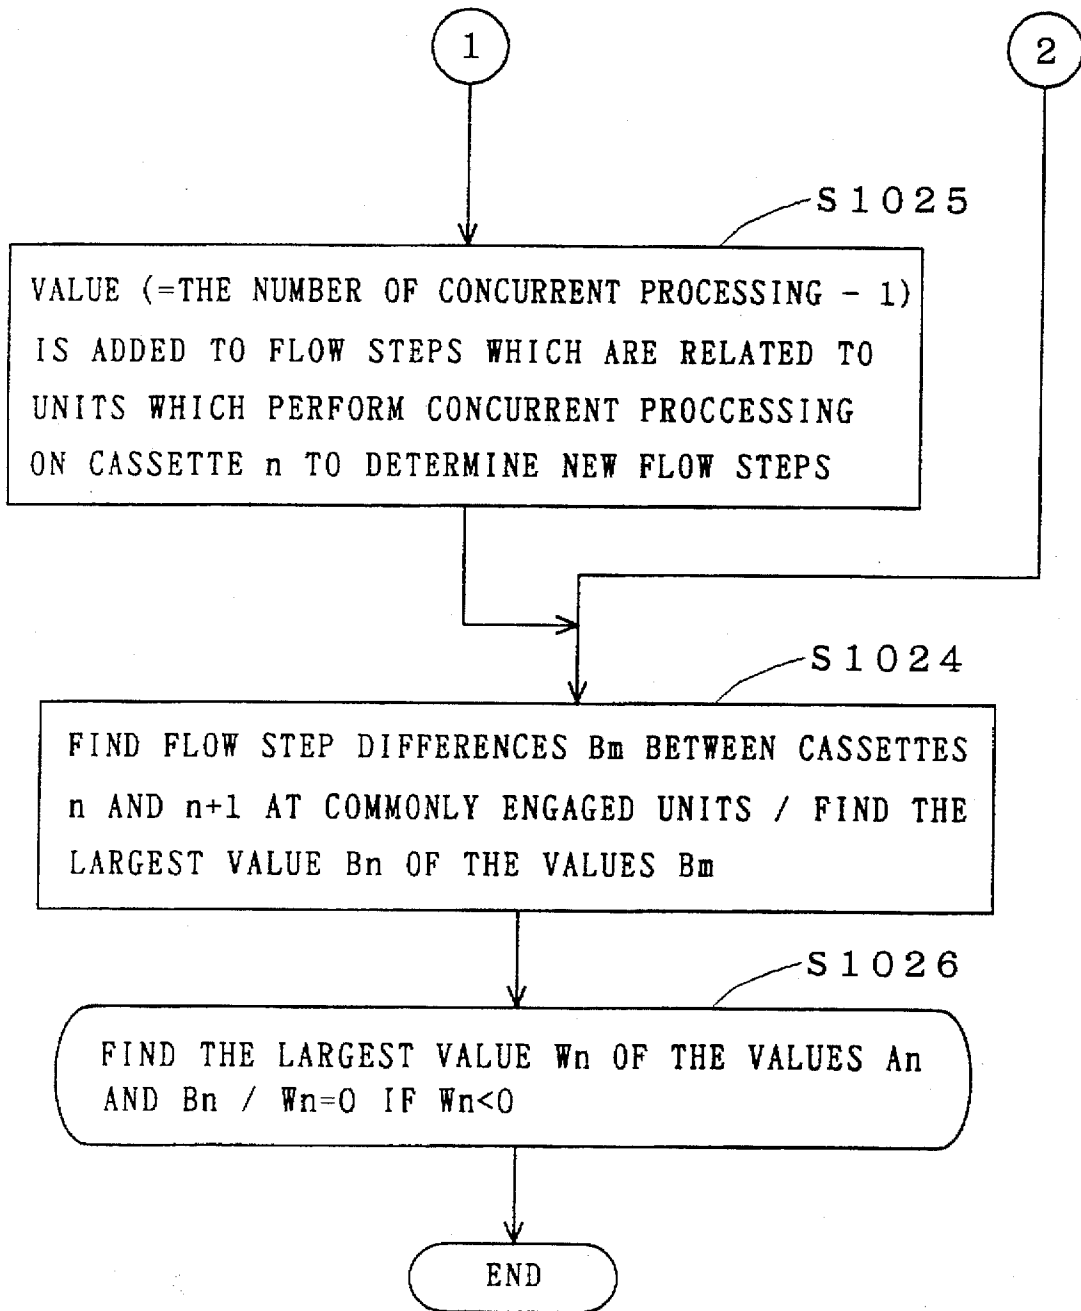 1
2
S1025
VALUE (=THE NUMBER OF CONCURRENT PROCESSING - 1)
IS ADDED TO FLOW STEPS WHICH ARE RELATED TO
UNITS WHICH PERFORM CONCURRENT PROCCESSING
ON CASSETTE n TO DETERMINE NEW FLOW STEPS
S1024
FIND FLOW STEP DIFFERENCES Bm BETWEEN CASSETTES
n AND n+1 AT COMMONLY ENGAGED UNITS / FIND THE
LARGEST VALUE Bn OF THE VALUES Bm
S1026
FIND THE LARGEST VALUE Wn OF THE VALUES An
AND Bn / Wn=0 IF Wn<0
END